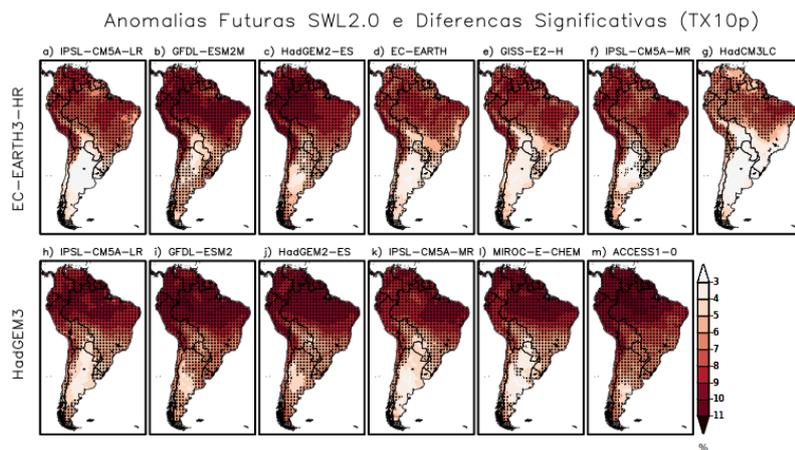 Anomalias Futuras SWL2.0 e Diferencas Significativas (TX10p)
a) IPSL-CM5A-LR b) GFDL-ESM2M c) HadGEM2-ES d) EC-EARTH e) GISS-E2-H f) IPSL-CM5A-MR g) HadCM3LC
EC-EARTH3-HR
h) IPSL-CM5A-LR i) GFDL-ESM2 j) HadGEM2-ES k) IPSL-CM5A-MR l) MIROC-E-CHEM m) ACCESS1-0
HadGEM3
3
4
5
6
7
8
9
10
11
%